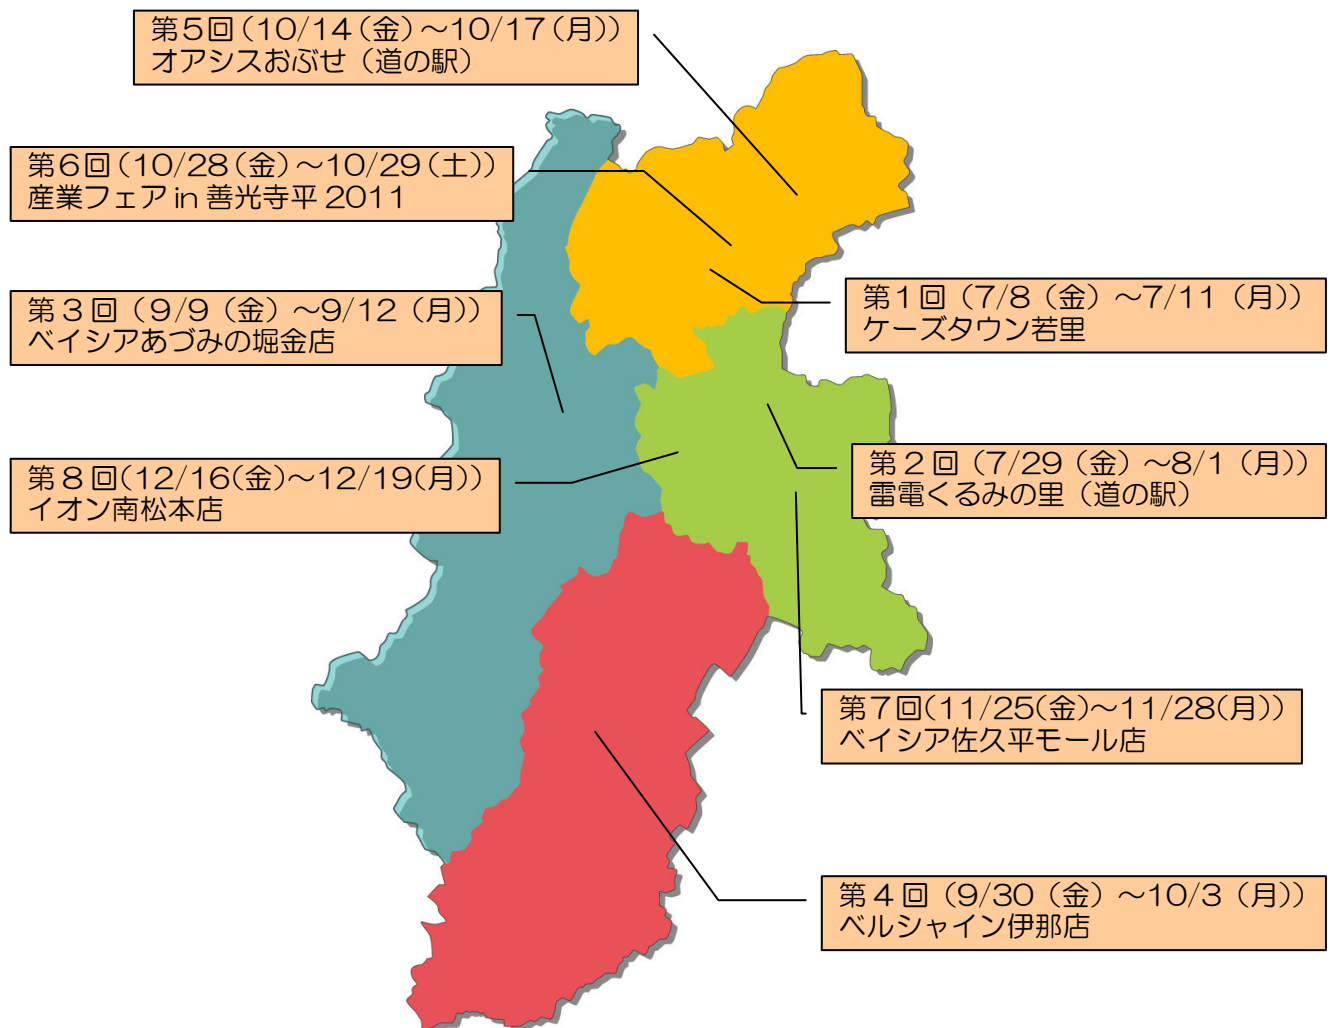 第5回(10/14(金)～10/17(月))
オアシスおぶせ(道の駅)
第6回(10/28(金)～10/29(土))
産業フェアin善光寺平2011
第3回(9/9(金)～9/12(月))
ベイシアあづみの堀金店
第1回(7/8(金)～7/11(月))
ケーズタウン若里
第8回(12/16(金)～12/19(月))
イオン南松本店
第2回(7/29(金)～8/1(月))
雷電くるみの里(道の駅)
第7回(11/25(金)～11/28(月))
ベイシア佐久平モール店
第4回(9/30(金)～10/3(月))
ベルシャイン伊那店